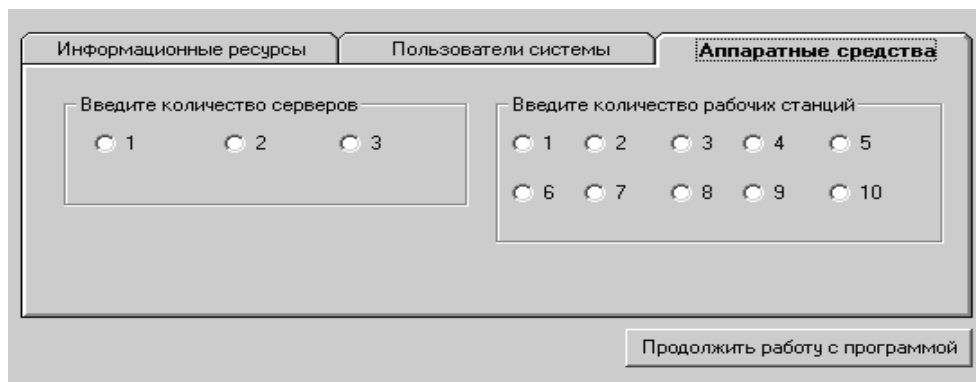 Информационные ресурсы Пользователи системы Аппаратные средства
Введите количество серверов
1 2 3
Введите количество рабочих станций
1 2 3 4 5
6 7 8 9 10
Продолжить работу с программой